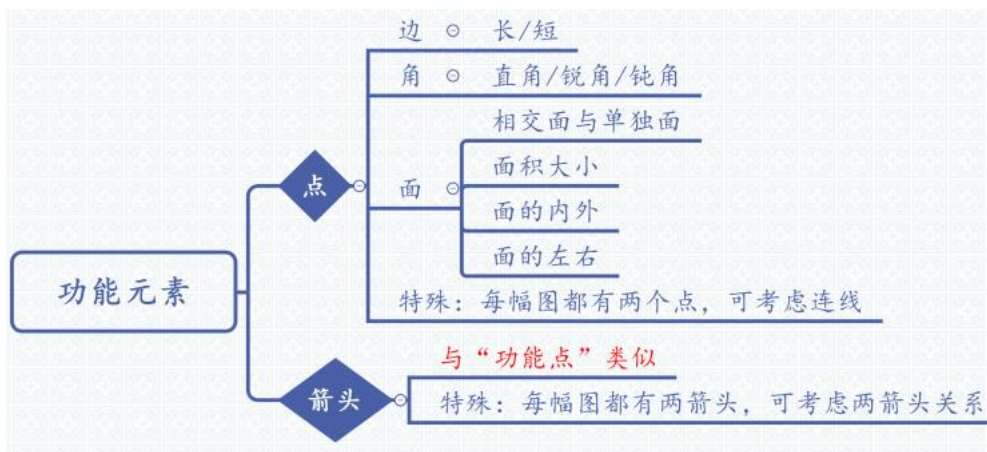 边 长/短
角 直角/锐角/钝角
相交面与单独面
点
面
面积大小
面的内外
面的左右
功能元素
特殊：每幅图都有两个点，可考虑连线
与“功能点”类似
箭头
特殊：每幅图都有两箭头，可考虑两箭头关系